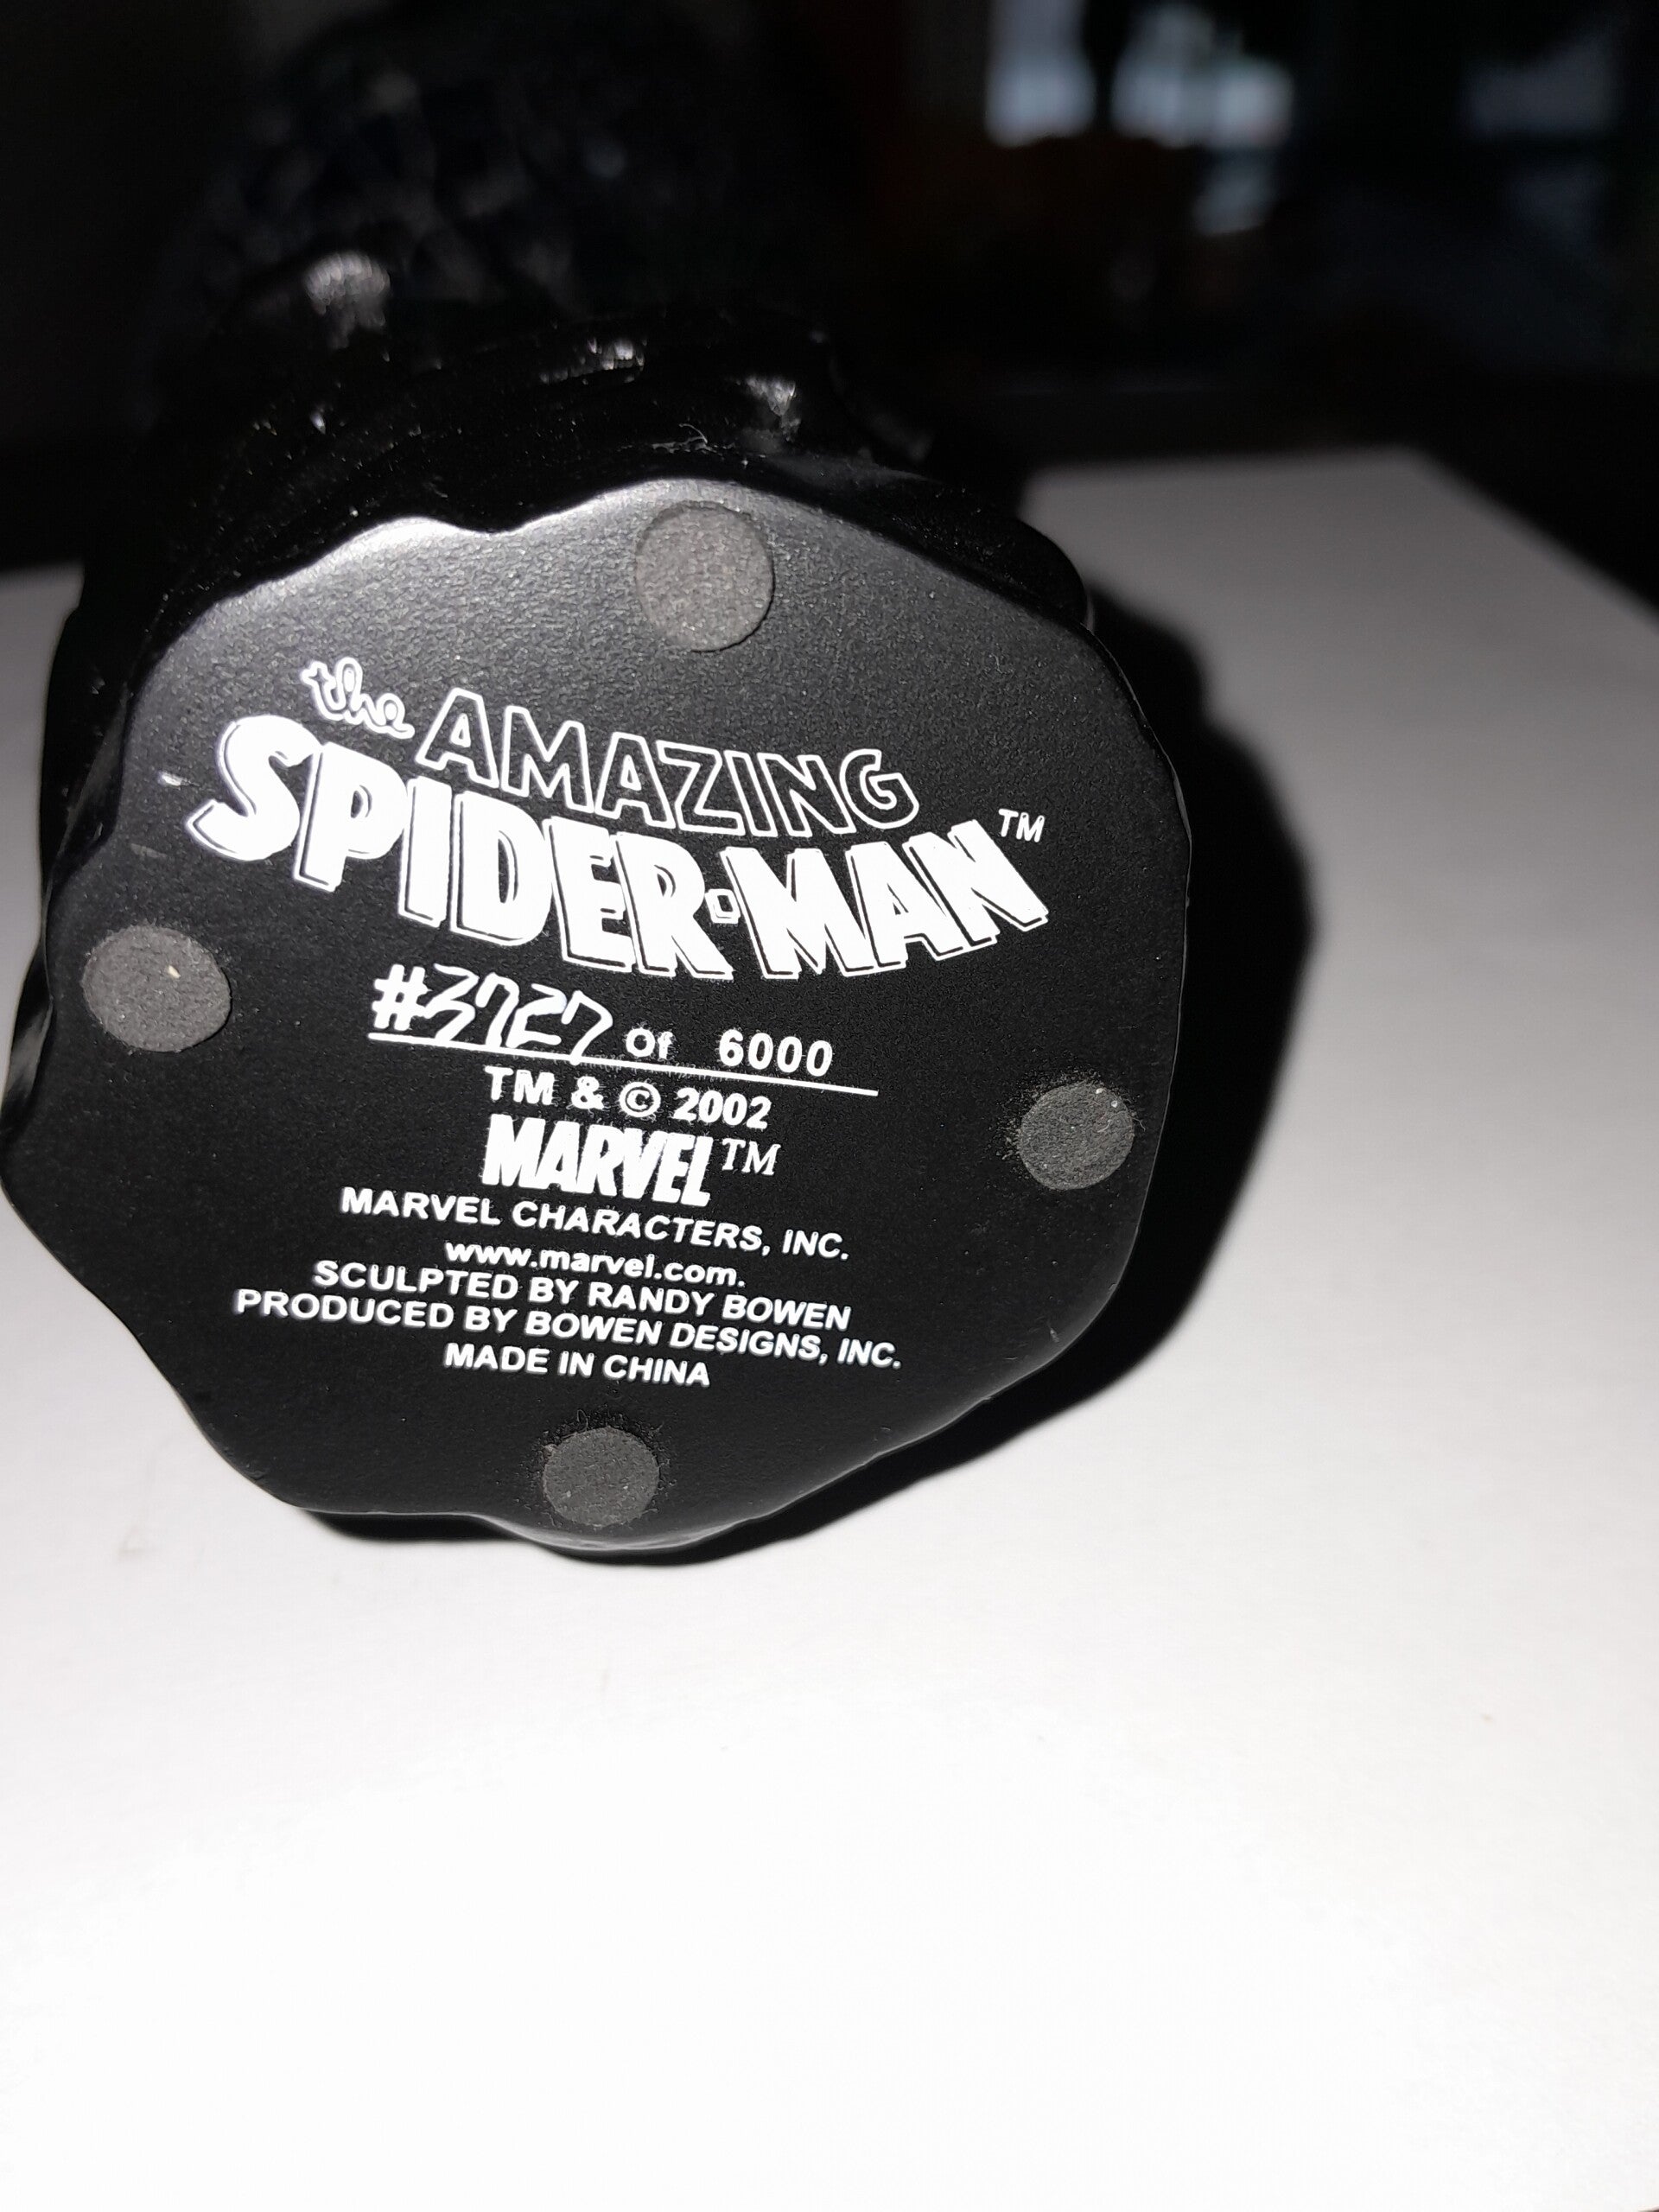 the AMAZING
SPIDER-MAN™
#3727 of 6000
TM & © 2002
MARVEL™
MARVEL CHARACTERS, INC.
www.marvel.com.
SCULPTED BY RANDY BOWEN
PRODUCED BY BOWEN DESIGNS, INC.
MADE IN CHINA